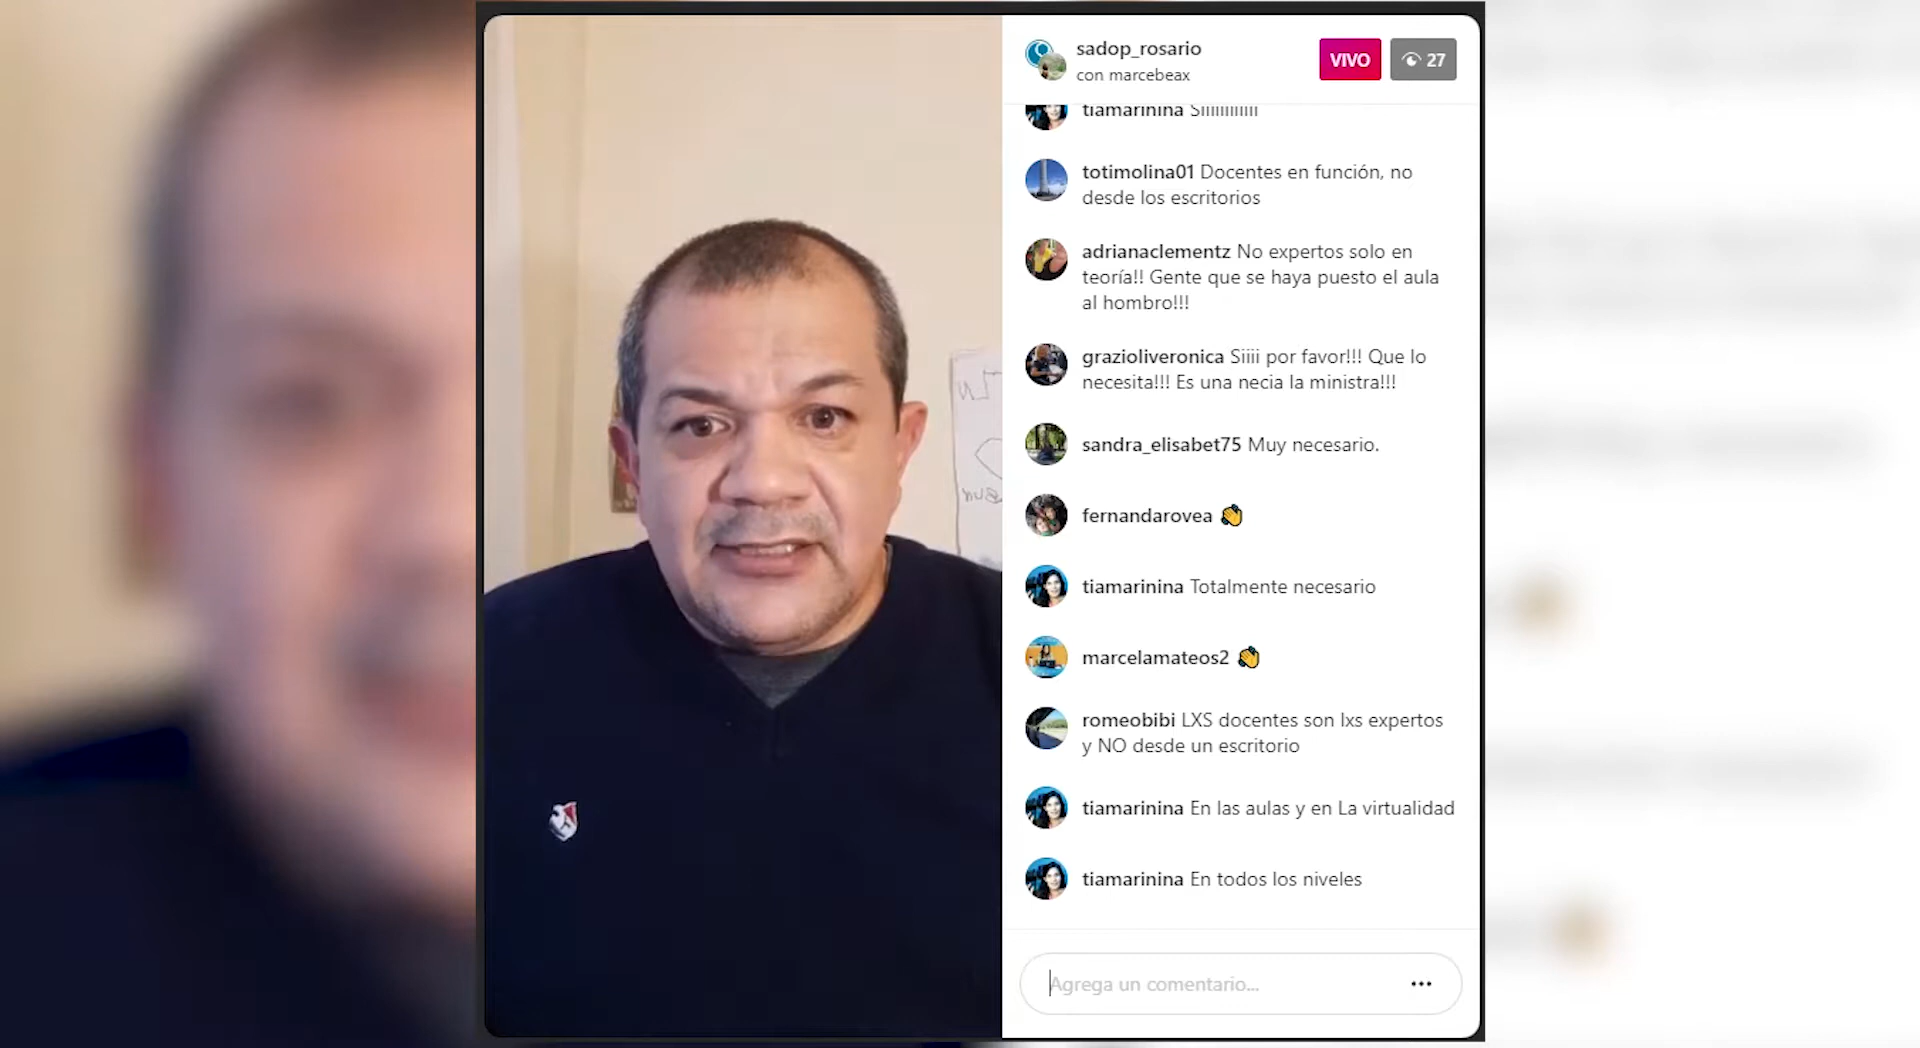 sadop_rosario
con marcebeax
VIVO
27
tiamarinina Siiiiiiiiiii
totimolina01 Docentes en función, no
desde los escritorios
adrianaclementz No expertos solo en
teoría!! Gente que se haya puesto el aula
al hombro!!!
grazioliveronica Siiii por favor!!! Que lo
necesita!!! Es una necia la ministra!!!
sandra_elisabet75 Muy necesario.
fernandarovea 👏
tiamarinina Totalmente necesario
marcelamateos2 👏
romeobibi LXS docentes son lxs expertos
y NO desde un escritorio
tiamarinina En las aulas y en La virtualidad
tiamarinina En todos los niveles
Agrega un comentario...